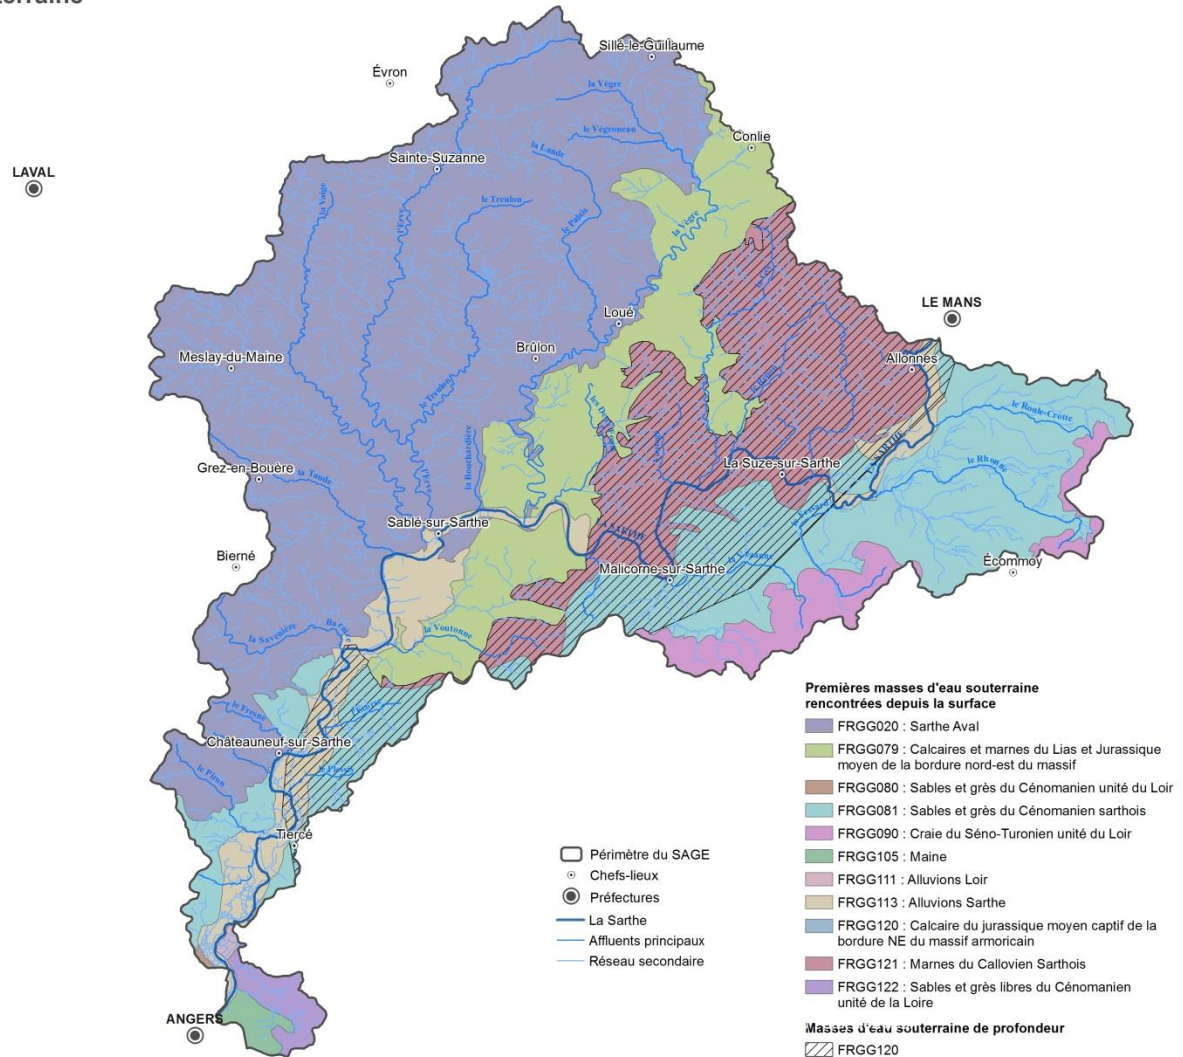 Sillé-le-Guillaume
Évron
la Vègre
le Végroneau
Conlie
la Lande
Sainte-Suzanne
LAVAL
la Vaige
l'Erve
le Treulon
le Palais
la Vègre
LE MANS
Loué
Brûlon
Meslay-du-Maine
Allonnes
le Treulon
le Roule-Crotte
la Bouchardière
Grez-en-Bouère
la Taude
l'Erve
LA SARTHE
La Suze-sur-Sarthe
le Rhonne
Sablé-sur-Sarthe
LA SARTHE
Bierné
Malicorne-sur-Sarthe
Écommoy
la Voutonne
la Savenière
le Fresne
Châteauneuf-sur-Sarthe
le Piron
le Plessis
Tiercé
ANGERS
Périmètre du SAGE
Chefs-lieux
Préfectures
La Sarthe
Affluents principaux
Réseau secondaire
Premières masses d'eau souterraine
rencontrées depuis la surface
FRGG020 : Sarthe Aval
FRGG079 : Calcaires et marnes du Lias et Jurassique
moyen de la bordure nord-est du massif
FRGG080 : Sables et grès du Cénomanien unité du Loir
FRGG081 : Sables et grès du Cénomanien sarthois
FRGG090 : Craie du Séno-Turonien unité du Loir
FRGG105 : Maine
FRGG111 : Alluvions Loir
FRGG113 : Alluvions Sarthe
FRGG120 : Calcaire du jurassique moyen captif de la
bordure NE du massif armoricain
FRGG121 : Marnes du Callovien Sarthois
FRGG122 : Sables et grès libres du Cénomanien
unité de la Loire
Masses d'eau souterraine de profondeur
FRGG120